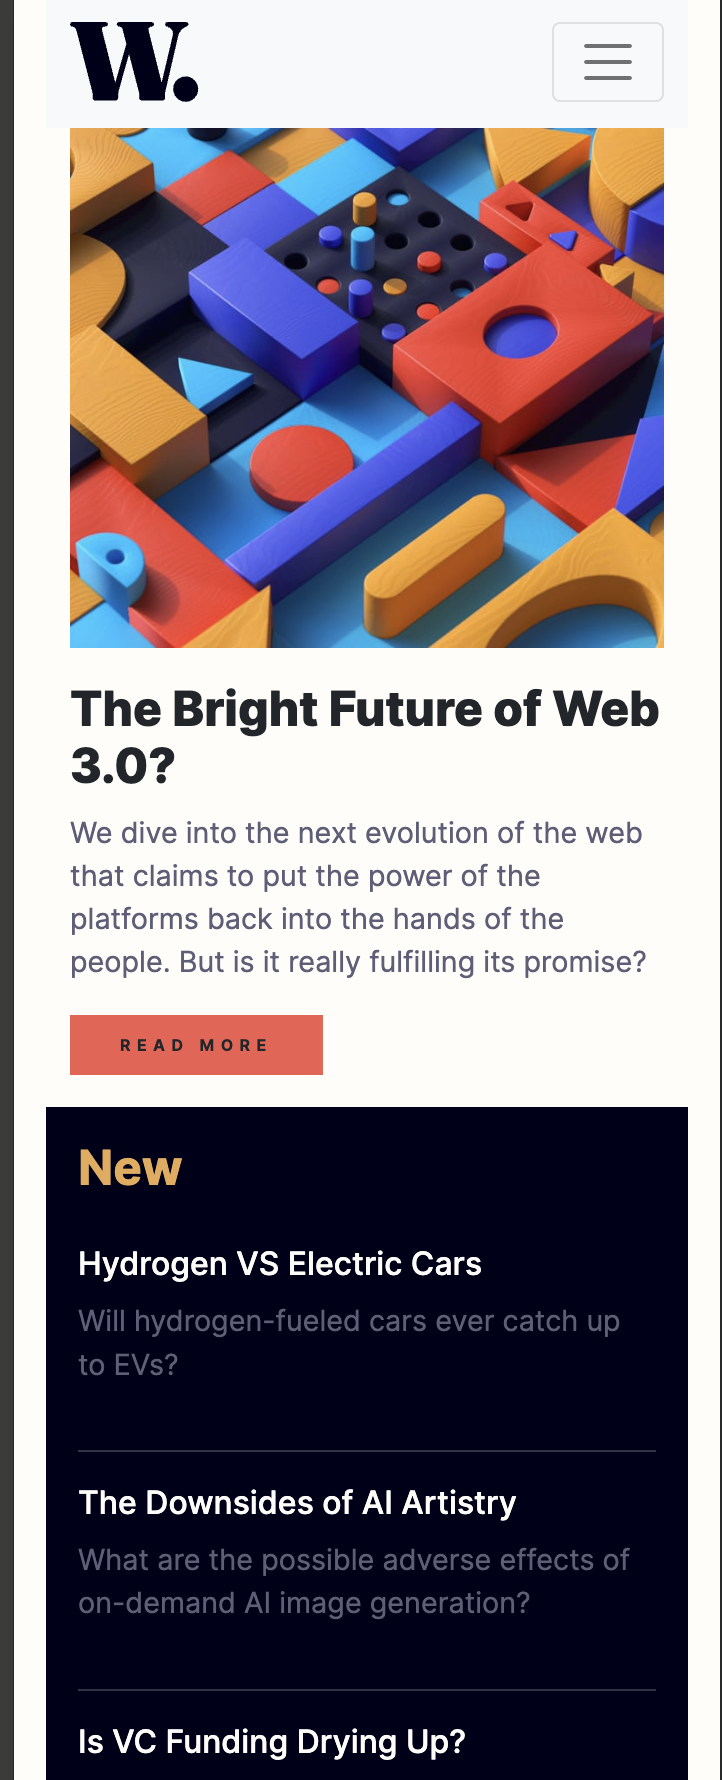 W.
The Bright Future of Web
3.0?
We dive into the next evolution of the web
that claims to put the power of the
platforms back into the hands of the
people. But is it really fulfilling its promise?
READ MORE
New
Hydrogen VS Electric Cars
Will hydrogen-fueled cars ever catch up
to EVs?
The Downsides of AI Artistry
What are the possible adverse effects of
on-demand AI image generation?
Is VC Funding Drying Up?